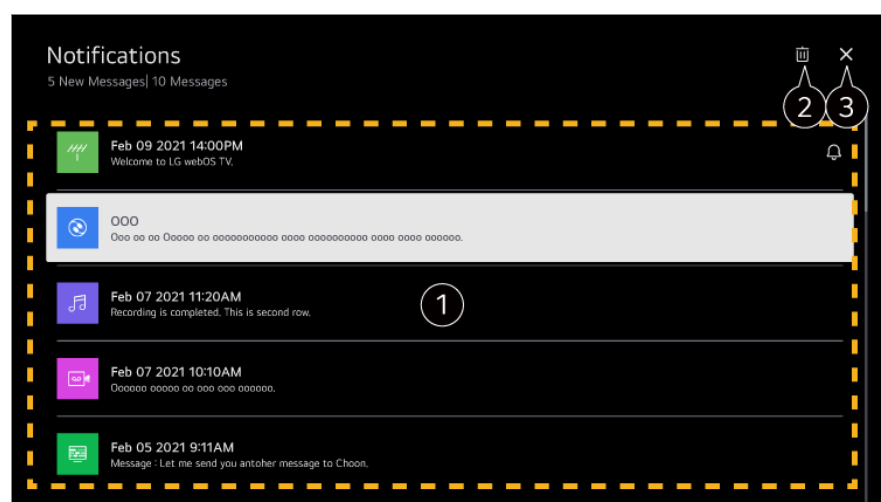 Notifications
5 New Messages| 10 Messages
2 3
Feb 09 2021 14:00PM
Welcome to LG webOS TV.
OOO
Ooo oo oo Ooooo oo ooooooooooo oooo oooooooooo oooo oooo oooooo.
Feb 07 2021 11:20AM
Recording is completed. This is second row.
1
Feb 07 2021 10:10AM
Oooooo ooooo oo ooo ooo oooooo.
Feb 05 2021 9:11AM
Message : Let me send you antoher message to Choon.